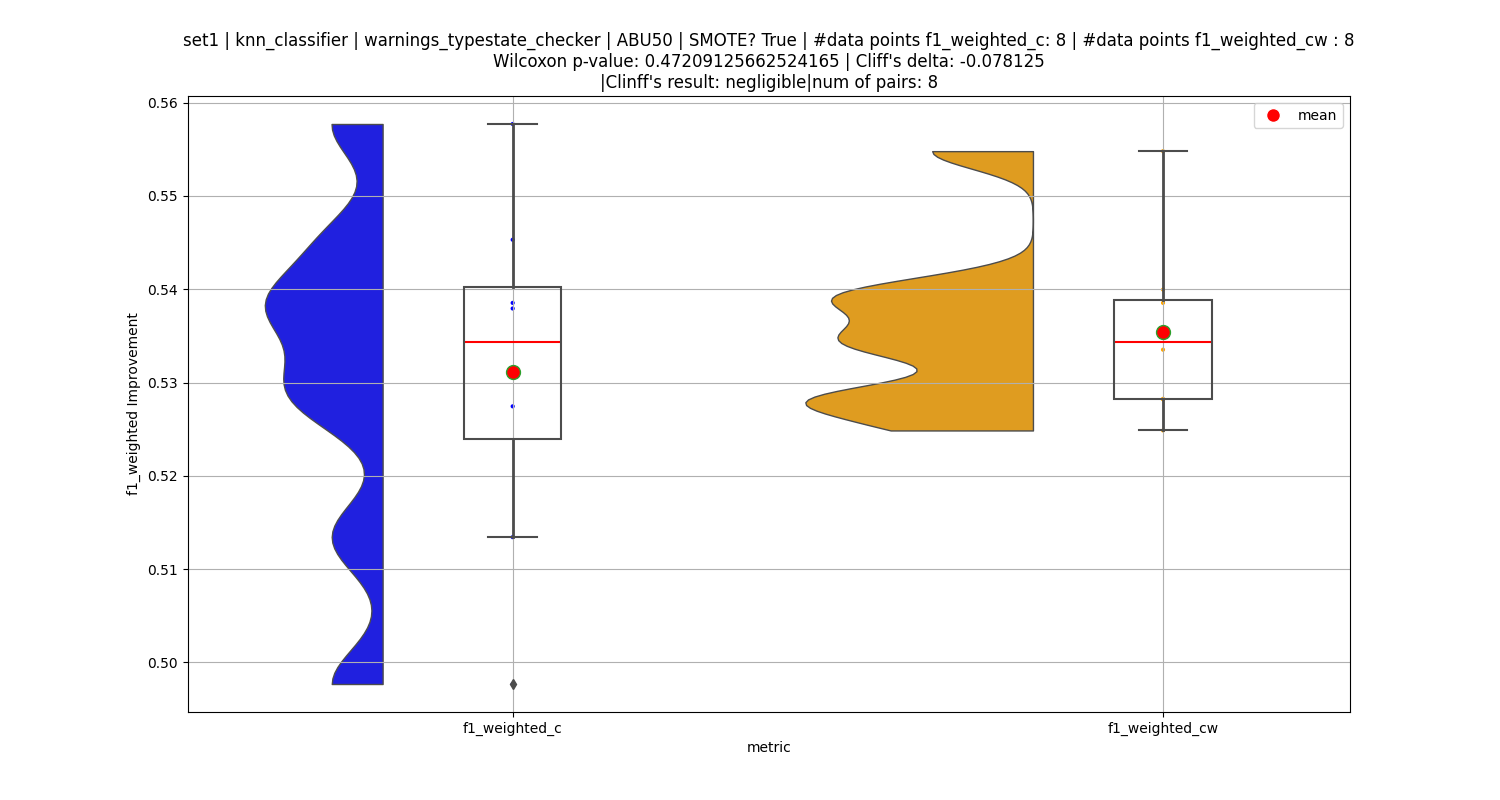 set1 | knn_classifier | warnings_typestate_checker | ABU50 | SMOTE? True | #data points f1_weighted_c: 8 | #data points f1_weighted_cw : 8
Wilcoxon p-value: 0.47209125662524165 | Cliff's delta: -0.078125
|Clinff's result: negligible|num of pairs: 8
mean
0.56
0.55
0.54
0.53
0.52
0.51
0.50
f1_weighted Improvement
f1_weighted_c
f1_weighted_cw
metric